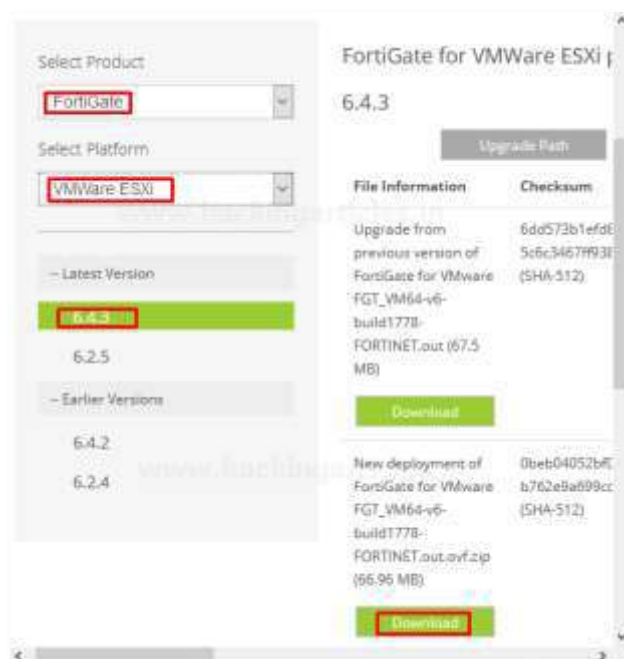 Select Product
FortiGate
Select Platform
VMWare ESXi
– Latest Version
6.4.3
6.2.5
– Earlier Versions
6.4.2
6.2.4
FortiGate for VMWare ESXi
6.4.3
Upgrade Path
File Information Checksum
Upgrade from
previous version of
FortiGate for VMware
FGT_VM64-v6-
build1778-
FORTINET.out (67.5
MB)
(SHA-512)
Download
New deployment of
FortiGate for VMware
FGT_VM64-v6-
build1778-
FORTINET.out.ovf.zip
(66.96 MB)
(SHA-512)
Download